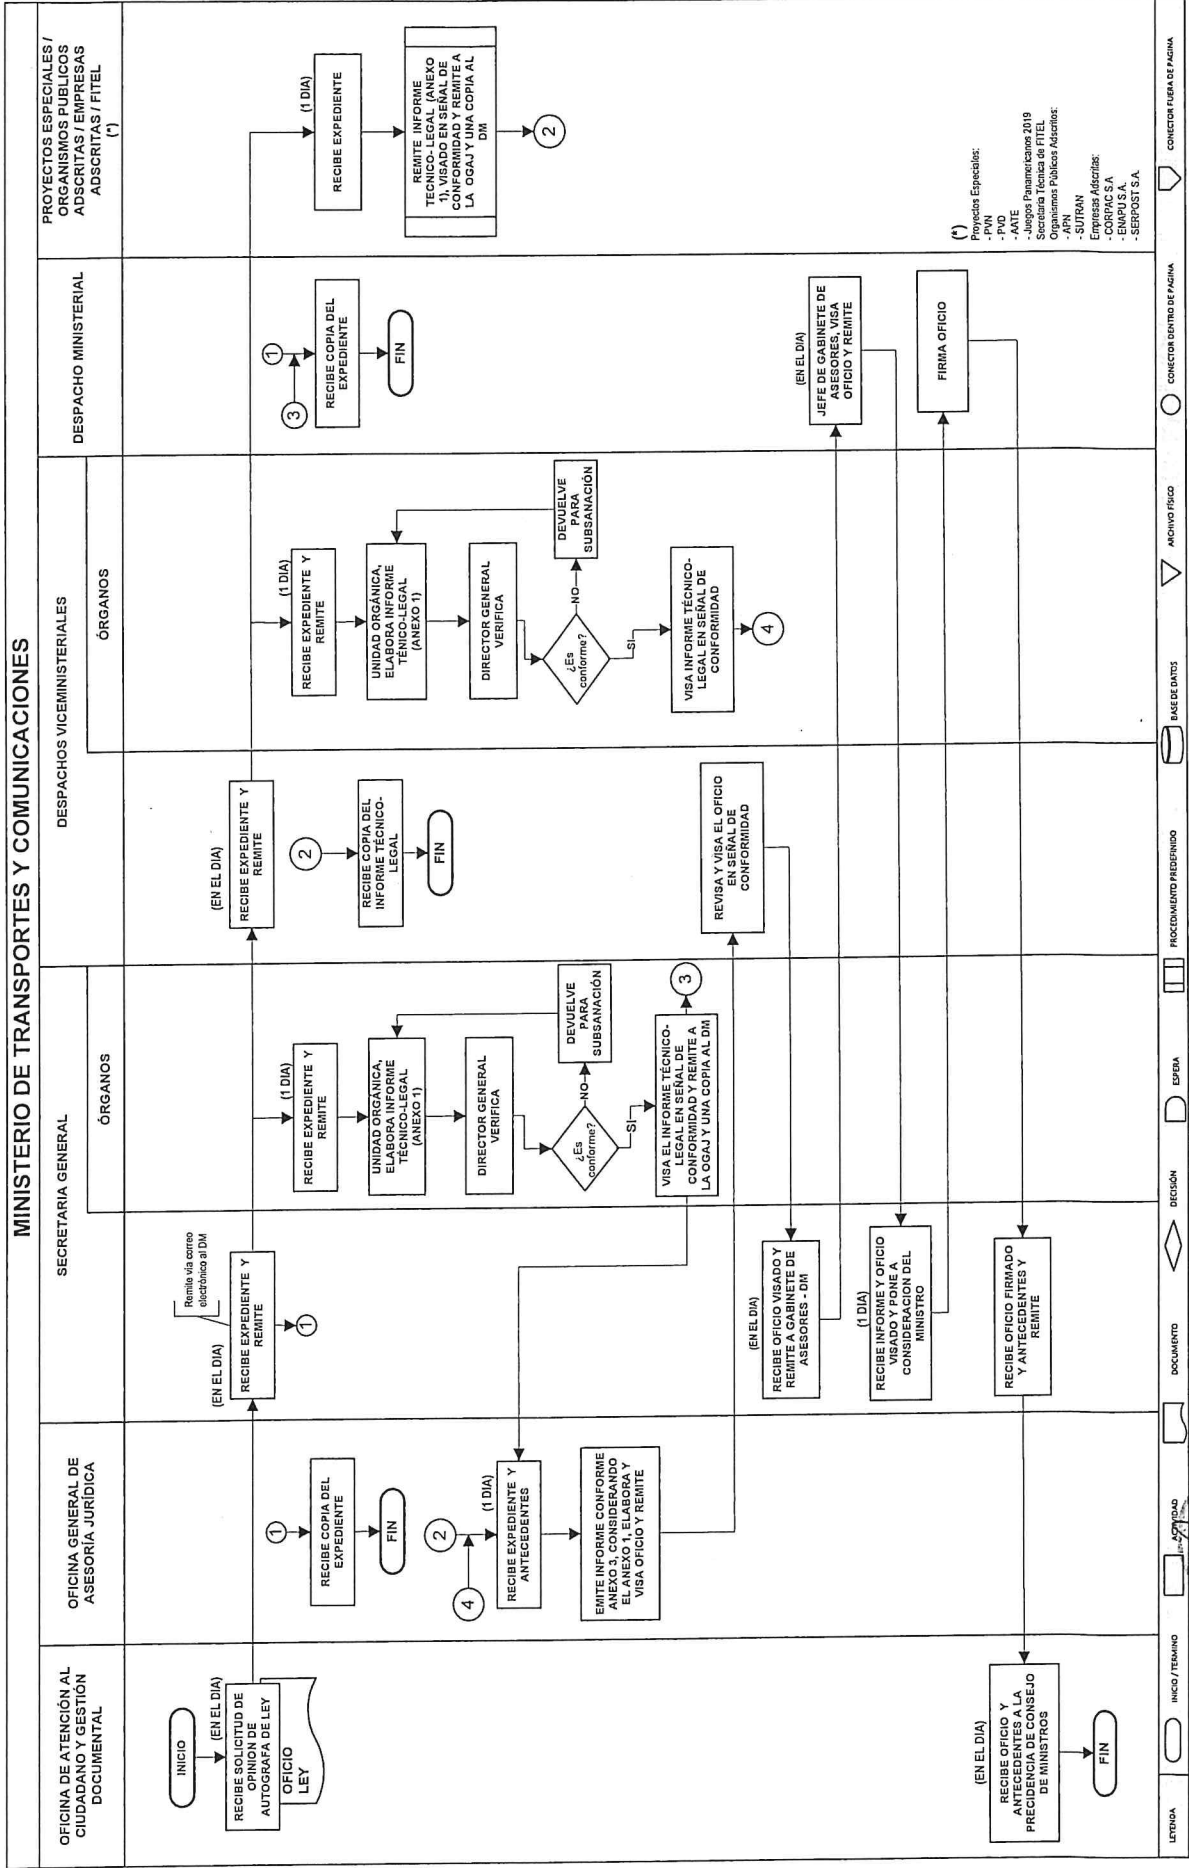 MINISTERIO DE TRANSPORTES Y COMUNICACIONES
OFICINA DE ATENCIÓN AL
CIUDADANO Y GESTIÓN
DOCUMENTAL
OFICINA GENERAL DE
ASESORÍA JURÍDICA
SECRETARIA GENERAL
ÓRGANOS
DESPACHOS VICEMINISTERIALES
ÓRGANOS
DESPACHO MINISTERIAL
PROYECTOS ESPECIALES /
ORGANISMOS PUBLICOS
ADSCRITAS / EMPRESAS
ADSCRITAS / FITEL
(*)
INICIO
(EN EL DIA)
RECIBE SOLICITUD DE
OPINION DE
AUTOGRAFA DE LEY
OFICIO
LEY
(EN EL DIA)
RECIBE OFICIO Y
ANTECEDENTES A LA
PRECIDENCIA DE CONSEJO
DE MINISTROS
FIN
1
RECIBE COPIA DEL
EXPEDIENTE
FIN
2
4
(1 DIA)
RECIBE EXPEDIENTE Y
ANTECEDENTES
EMITE INFORME CONFORME
ANEXO 3, CONSIDERANDO
EL ANEXO 1, ELABORA Y
VISA OFICIO Y REMITE
Remite via correo
electrónico al DM
(EN EL DIA)
RECIBE EXPEDIENTE Y
REMITE
1
(EN EL DIA)
RECIBE OFICIO VISADO Y
REMITE A GABINETE DE
ASESORES - DM
(1 DIA)
RECIBE INFORME Y OFICIO
VISADO Y PONE A
CONSIDERACION DEL
MINISTRO
RECIBE OFICIO FIRMADO
Y ANTECEDENTES Y
REMITE
(1 DIA)
RECIBE EXPEDIENTE Y
REMITE
UNIDAD ORGÁNICA,
ELABORA INFORME
TÉCNICO-LEGAL
(ANEXO 1)
DIRECTOR GENERAL
VERIFICA
¿Es
conforme?
NO
DEVUELVE
PARA
SUBSANACIÓN
SI
VISA EL INFORME TÉCNICO-
LEGAL EN SEÑAL DE
CONFORMIDAD Y REMITE A
LA OGAJ Y UNA COPIA AL DM
3
(EN EL DIA)
RECIBE EXPEDIENTE Y
REMITE
2
RECIBE COPIA DEL
INFORME TÉCNICO-
LEGAL
FIN
REVISA Y VISA EL OFICIO
EN SEÑAL DE
CONFORMIDAD
(1 DIA)
RECIBE EXPEDIENTE Y
REMITE
UNIDAD ORGÁNICA,
ELABORA INFORME
TÉNICO-LEGAL
(ANEXO 1)
DIRECTOR GENERAL
VERIFICA
¿Es
conforme?
NO
DEVUELVE
PARA
SUBSANACIÓN
SI
VISA INFORME TÉCNICO-
LEGAL EN SEÑAL DE
CONFORMIDAD
4
1
3
RECIBE COPIA DEL
EXPEDIENTE
FIN
(EN EL DIA)
JEFE DE GABINETE DE
ASESORES, VISA
OFICIO Y REMITE
FIRMA OFICIO
(1 DIA)
RECIBE EXPEDIENTE
REMITE INFORME
TECNICO- LEGAL (ANEXO
1), VISADO EN SEÑAL DE
CONFORMIDAD Y REMITE A
LA OGAJ Y UNA COPIA AL
DM
2
(*)
Proyectos Especiales:
- PVN
- PVD
- AATE
- Juegos Panamericanos 2019
Secretaria Técnica de FITEL
Organismos Públicos Adscritos:
- APN
- SUTRAN
Empresas Adscritas:
- CORPAC S.A
- ENAPU S.A.
- SERPOST S.A.
LEYENDA
INICIO / TERMINO
ACTIVIDAD
DOCUMENTO
DECISIÓN
ESPERA
PROCEDIMIENTO PREDEFINIDO
BASE DE DATOS
ARCHIVO FÍSICO
CONECTOR DENTRO DE PAGINA
CONECTOR FUERA DE PAGINA